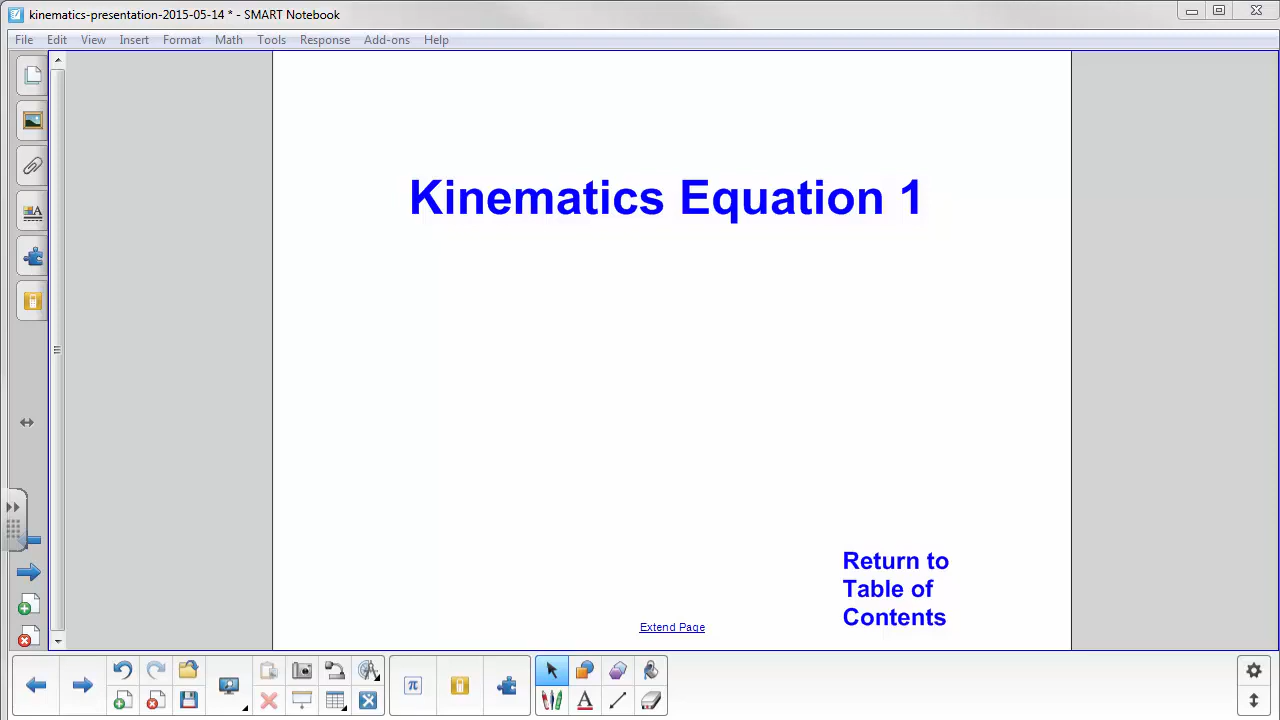 kinematics-presentation-2015-05-14 * - SMART Notebook
File Edit View Insert Format Math Tools Response Add-ons Help
Kinematics Equation 1
Return to
Table of
Contents
Extend Page